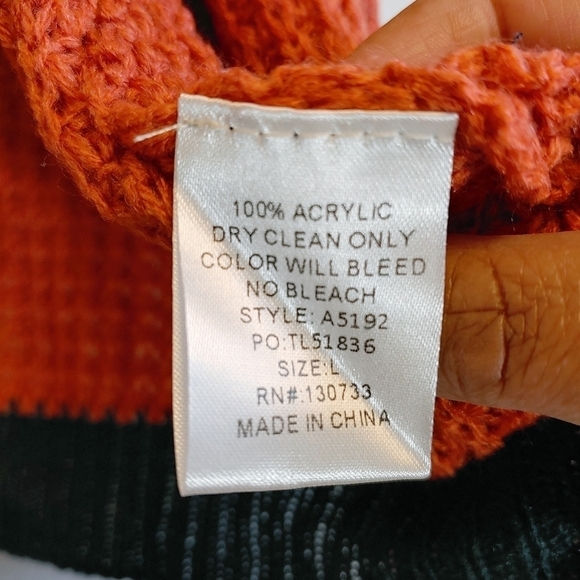 100% ACRYLIC
DRY CLEAN ONLY
COLOR WILL BLEED
NO BLEACH
STYLE: A5192
PO:TL51836
SIZE:L
RN#:130733
MADE IN CHINA